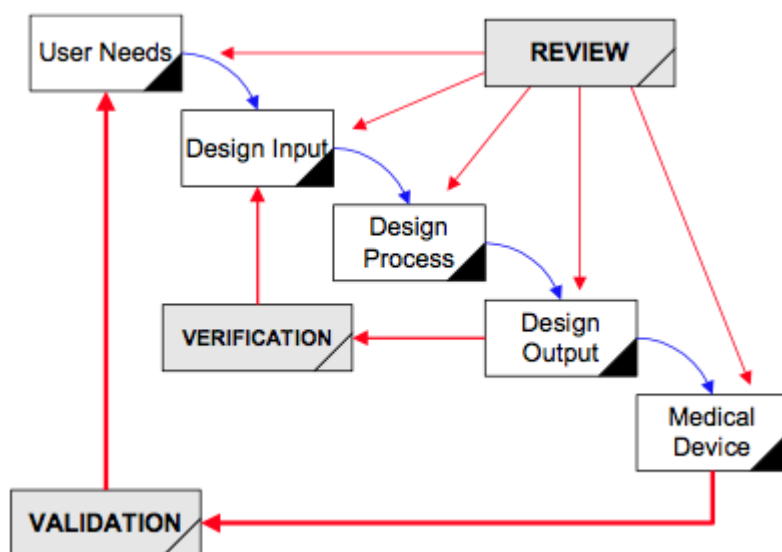 User Needs
REVIEW
Design Input
Design
Process
Design
Output
VERIFICATION
Medical
Device
VALIDATION